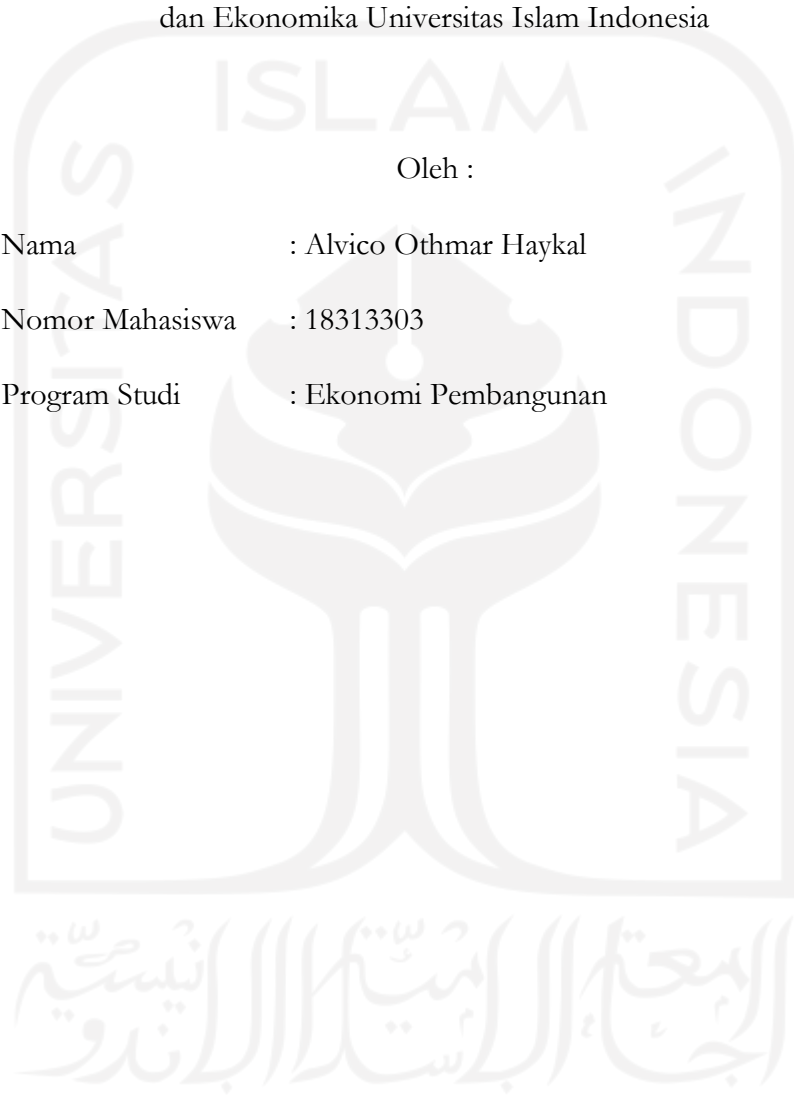 dan Ekonomika Universitas Islam Indonesia
ISLAM
UNIVERSITAS
INDONESIA
Oleh :
Nama : Alvico Othmar Haykal
Nomor Mahasiswa : 18313303
Program Studi : Ekonomi Pembangunan